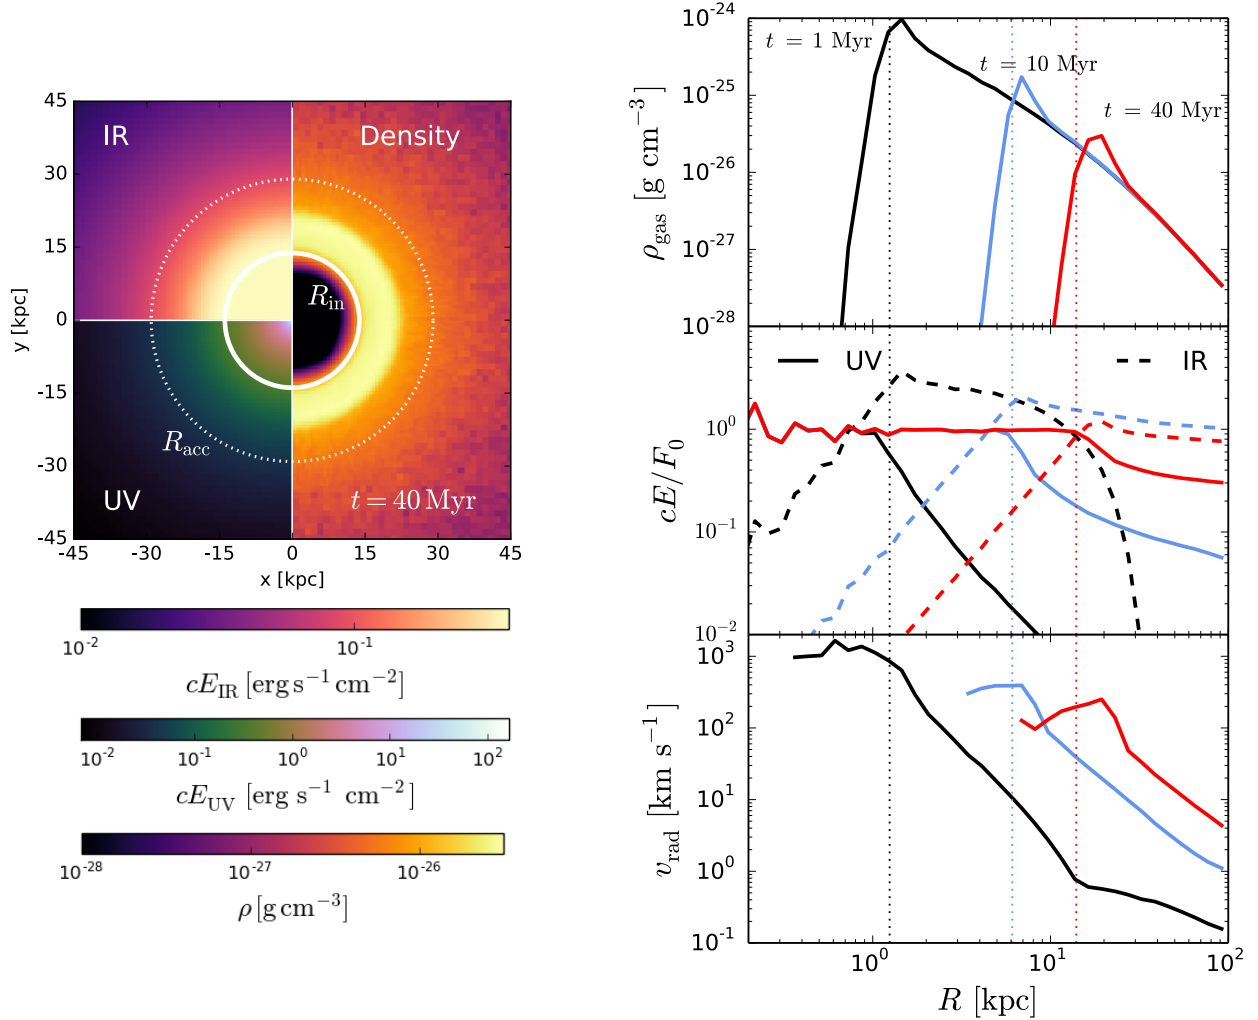 45
30
15
0
-15
-30
-45
y [kpc]
IR
Density
R_in
R_acc
UV
t = 40 Myr
-45 -30 -15 0 15 30 45
x [kpc]
10^-2 10^-1
cE_IR [erg s^-1 cm^-2]
10^-2 10^-1 10^0 10^1 10^2
cE_UV [erg s^-1 cm^-2]
10^-28 10^-27 10^-26
ρ [g cm^-3]
10^-24
10^-25
10^-26
10^-27
10^-28
ρ_gas [g cm^-3]
t = 1 Myr
t = 10 Myr
t = 40 Myr
UV IR
10^0
10^-1
10^-2
cE/F_0
10^3
10^2
10^1
10^0
10^-1
v_rad [km s^-1]
10^0 10^1 10^2
R [kpc]